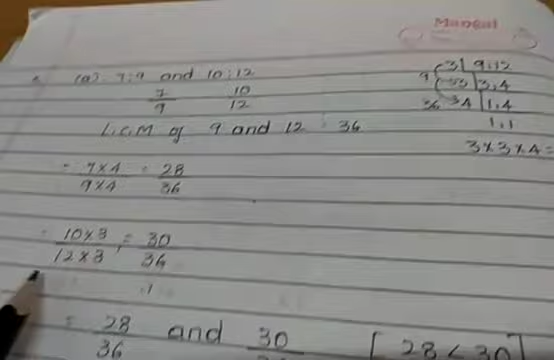 Mangal
(a) 7:9 and 10:12
7/9 10/12
L.C.M of 9 and 12 : 36
3 | 9, 12
3 | 3, 4
4 | 1, 4
1, 1
3×3×4=
= 7×4/9×4 = 28/36
= 10×3/12×3 = 30/36
= 28/36 and 30 [28<30]